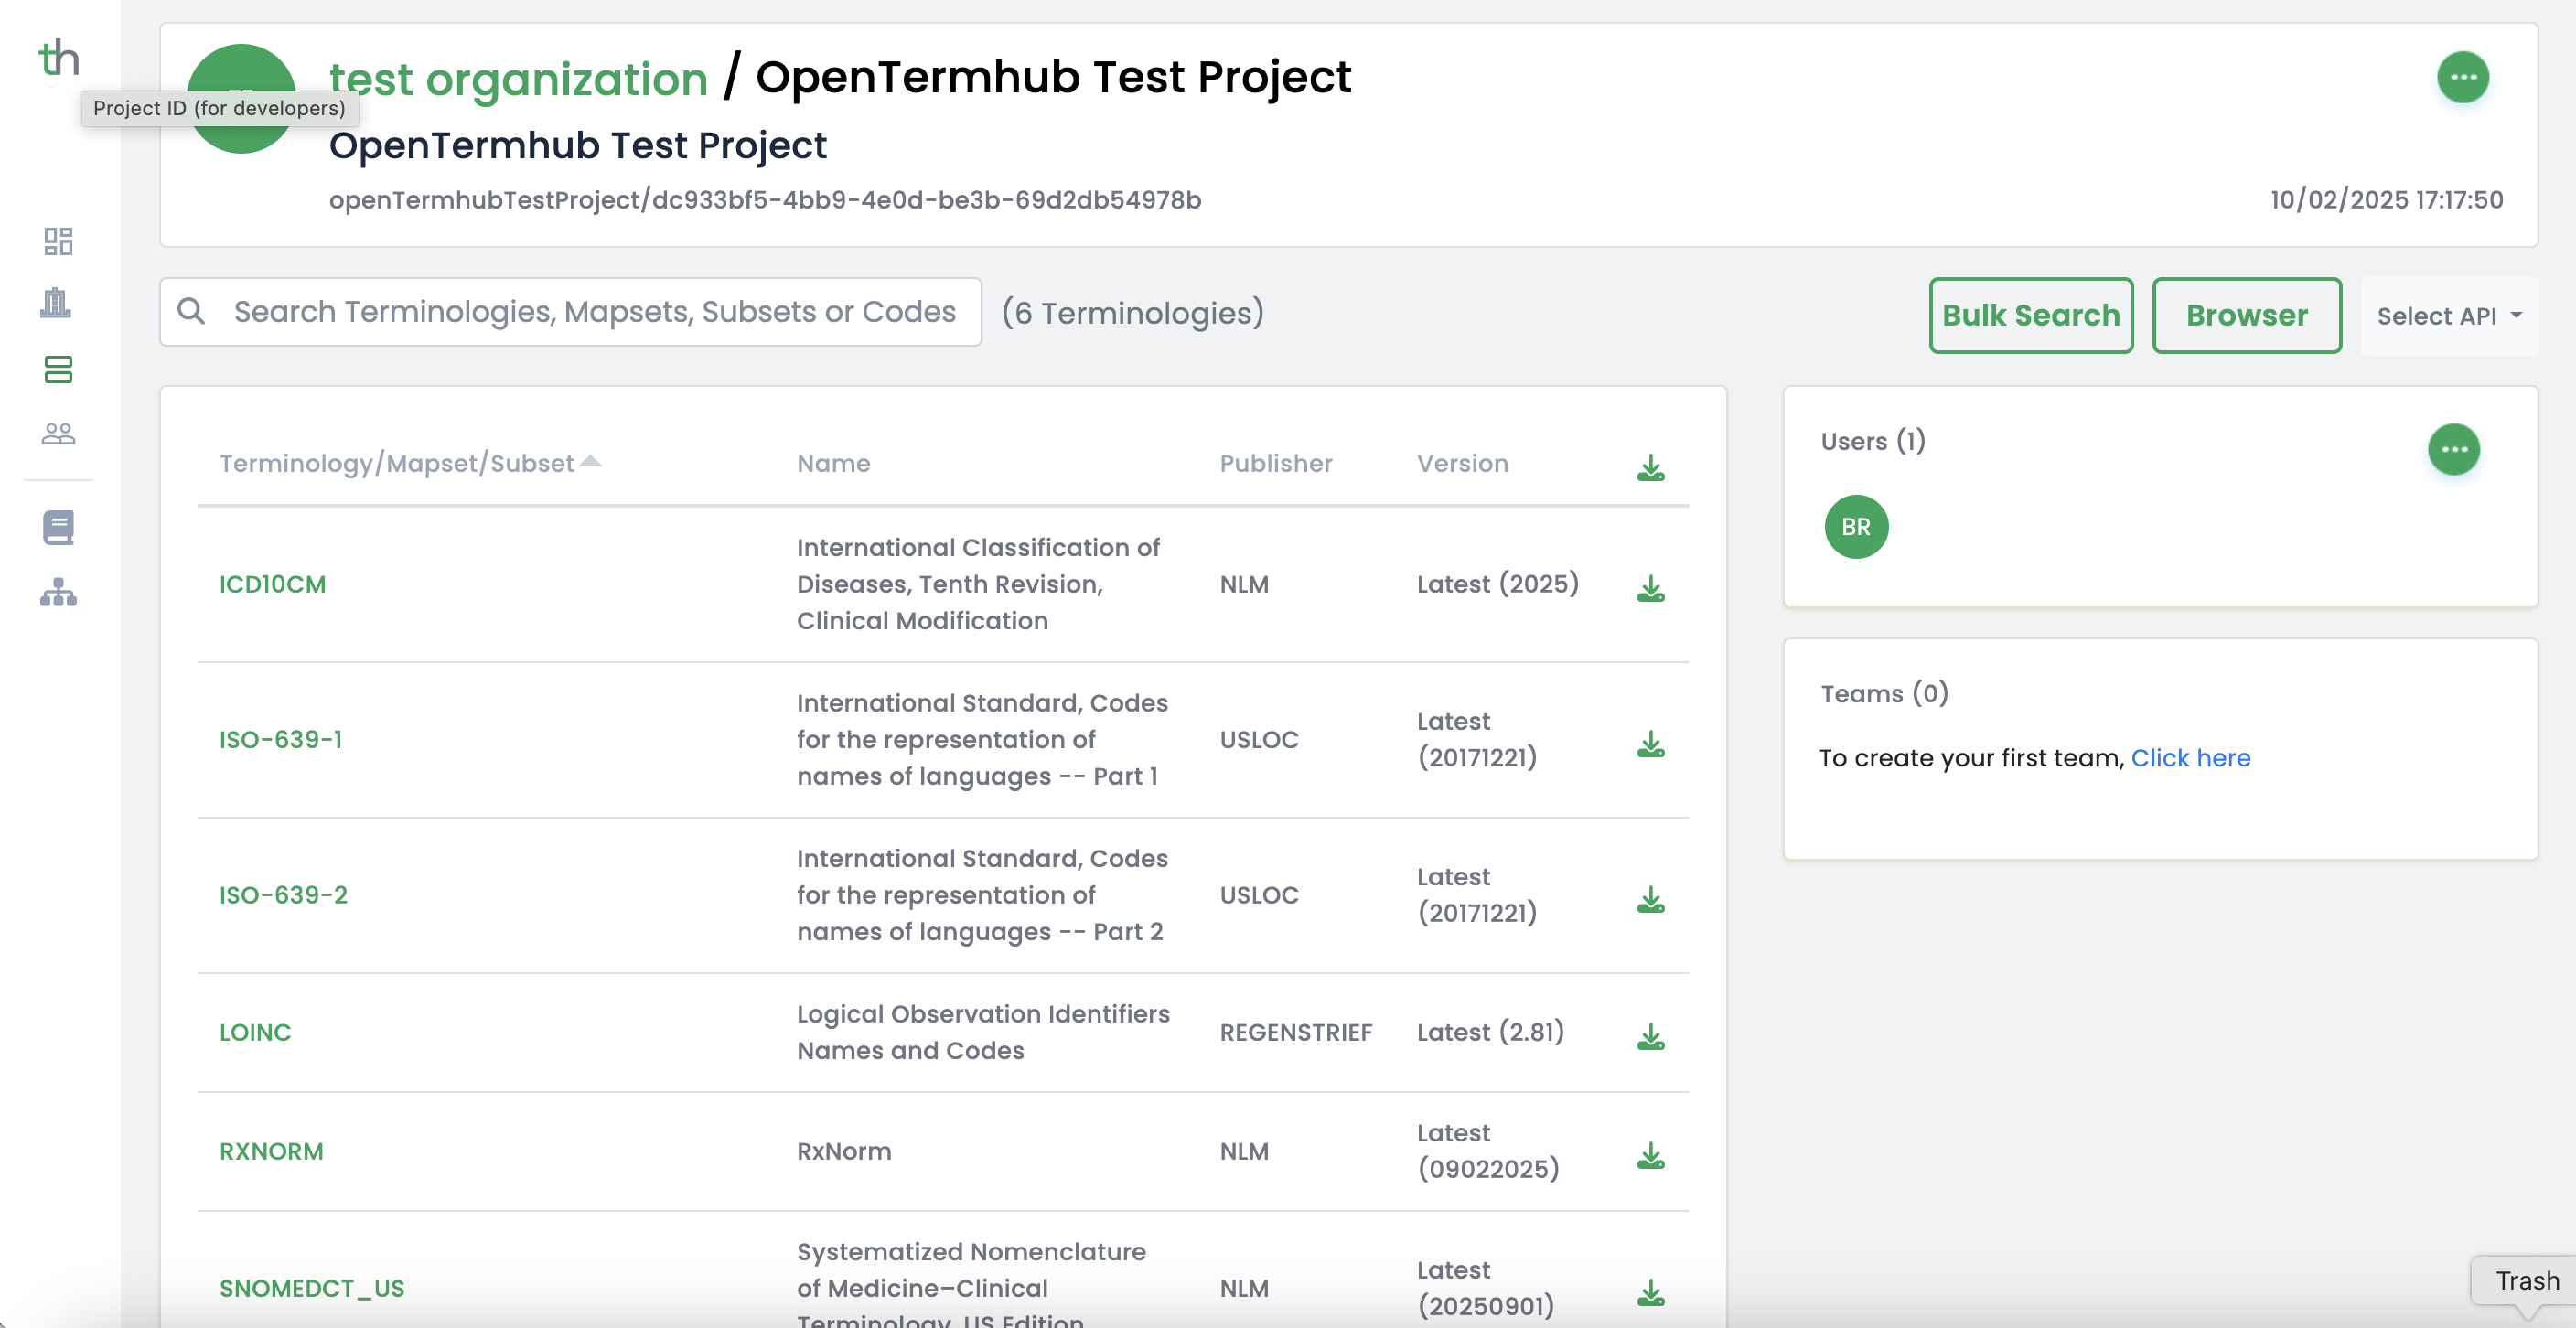 th
test organization / OpenTermhub Test Project
Project ID (for developers)
OpenTermhub Test Project
openTermhubTestProject/dc933bf5-4bb9-4e0d-be3b-69d2db54978b
10/02/2025 17:17:50
Search Terminologies, Mapsets, Subsets or Codes
(6 Terminologies)
Bulk Search
Browser
Select API
Terminology/Mapset/Subset
Name
Publisher
Version
ICD10CM
International Classification of
Diseases, Tenth Revision,
Clinical Modification
NLM
Latest (2025)
ISO-639-1
International Standard, Codes
for the representation of
names of languages -- Part 1
USLOC
Latest
(20171221)
ISO-639-2
International Standard, Codes
for the representation of
names of languages -- Part 2
USLOC
Latest
(20171221)
LOINC
Logical Observation Identifiers
Names and Codes
REGENSTRIEF
Latest (2.81)
RXNORM
RxNorm
NLM
Latest
(09022025)
SNOMEDCT_US
Systematized Nomenclature
of Medicine–Clinical
Terminology, US Edition
NLM
Latest
(20250901)
Users (1)
BR
Teams (0)
To create your first team, Click here
Trash